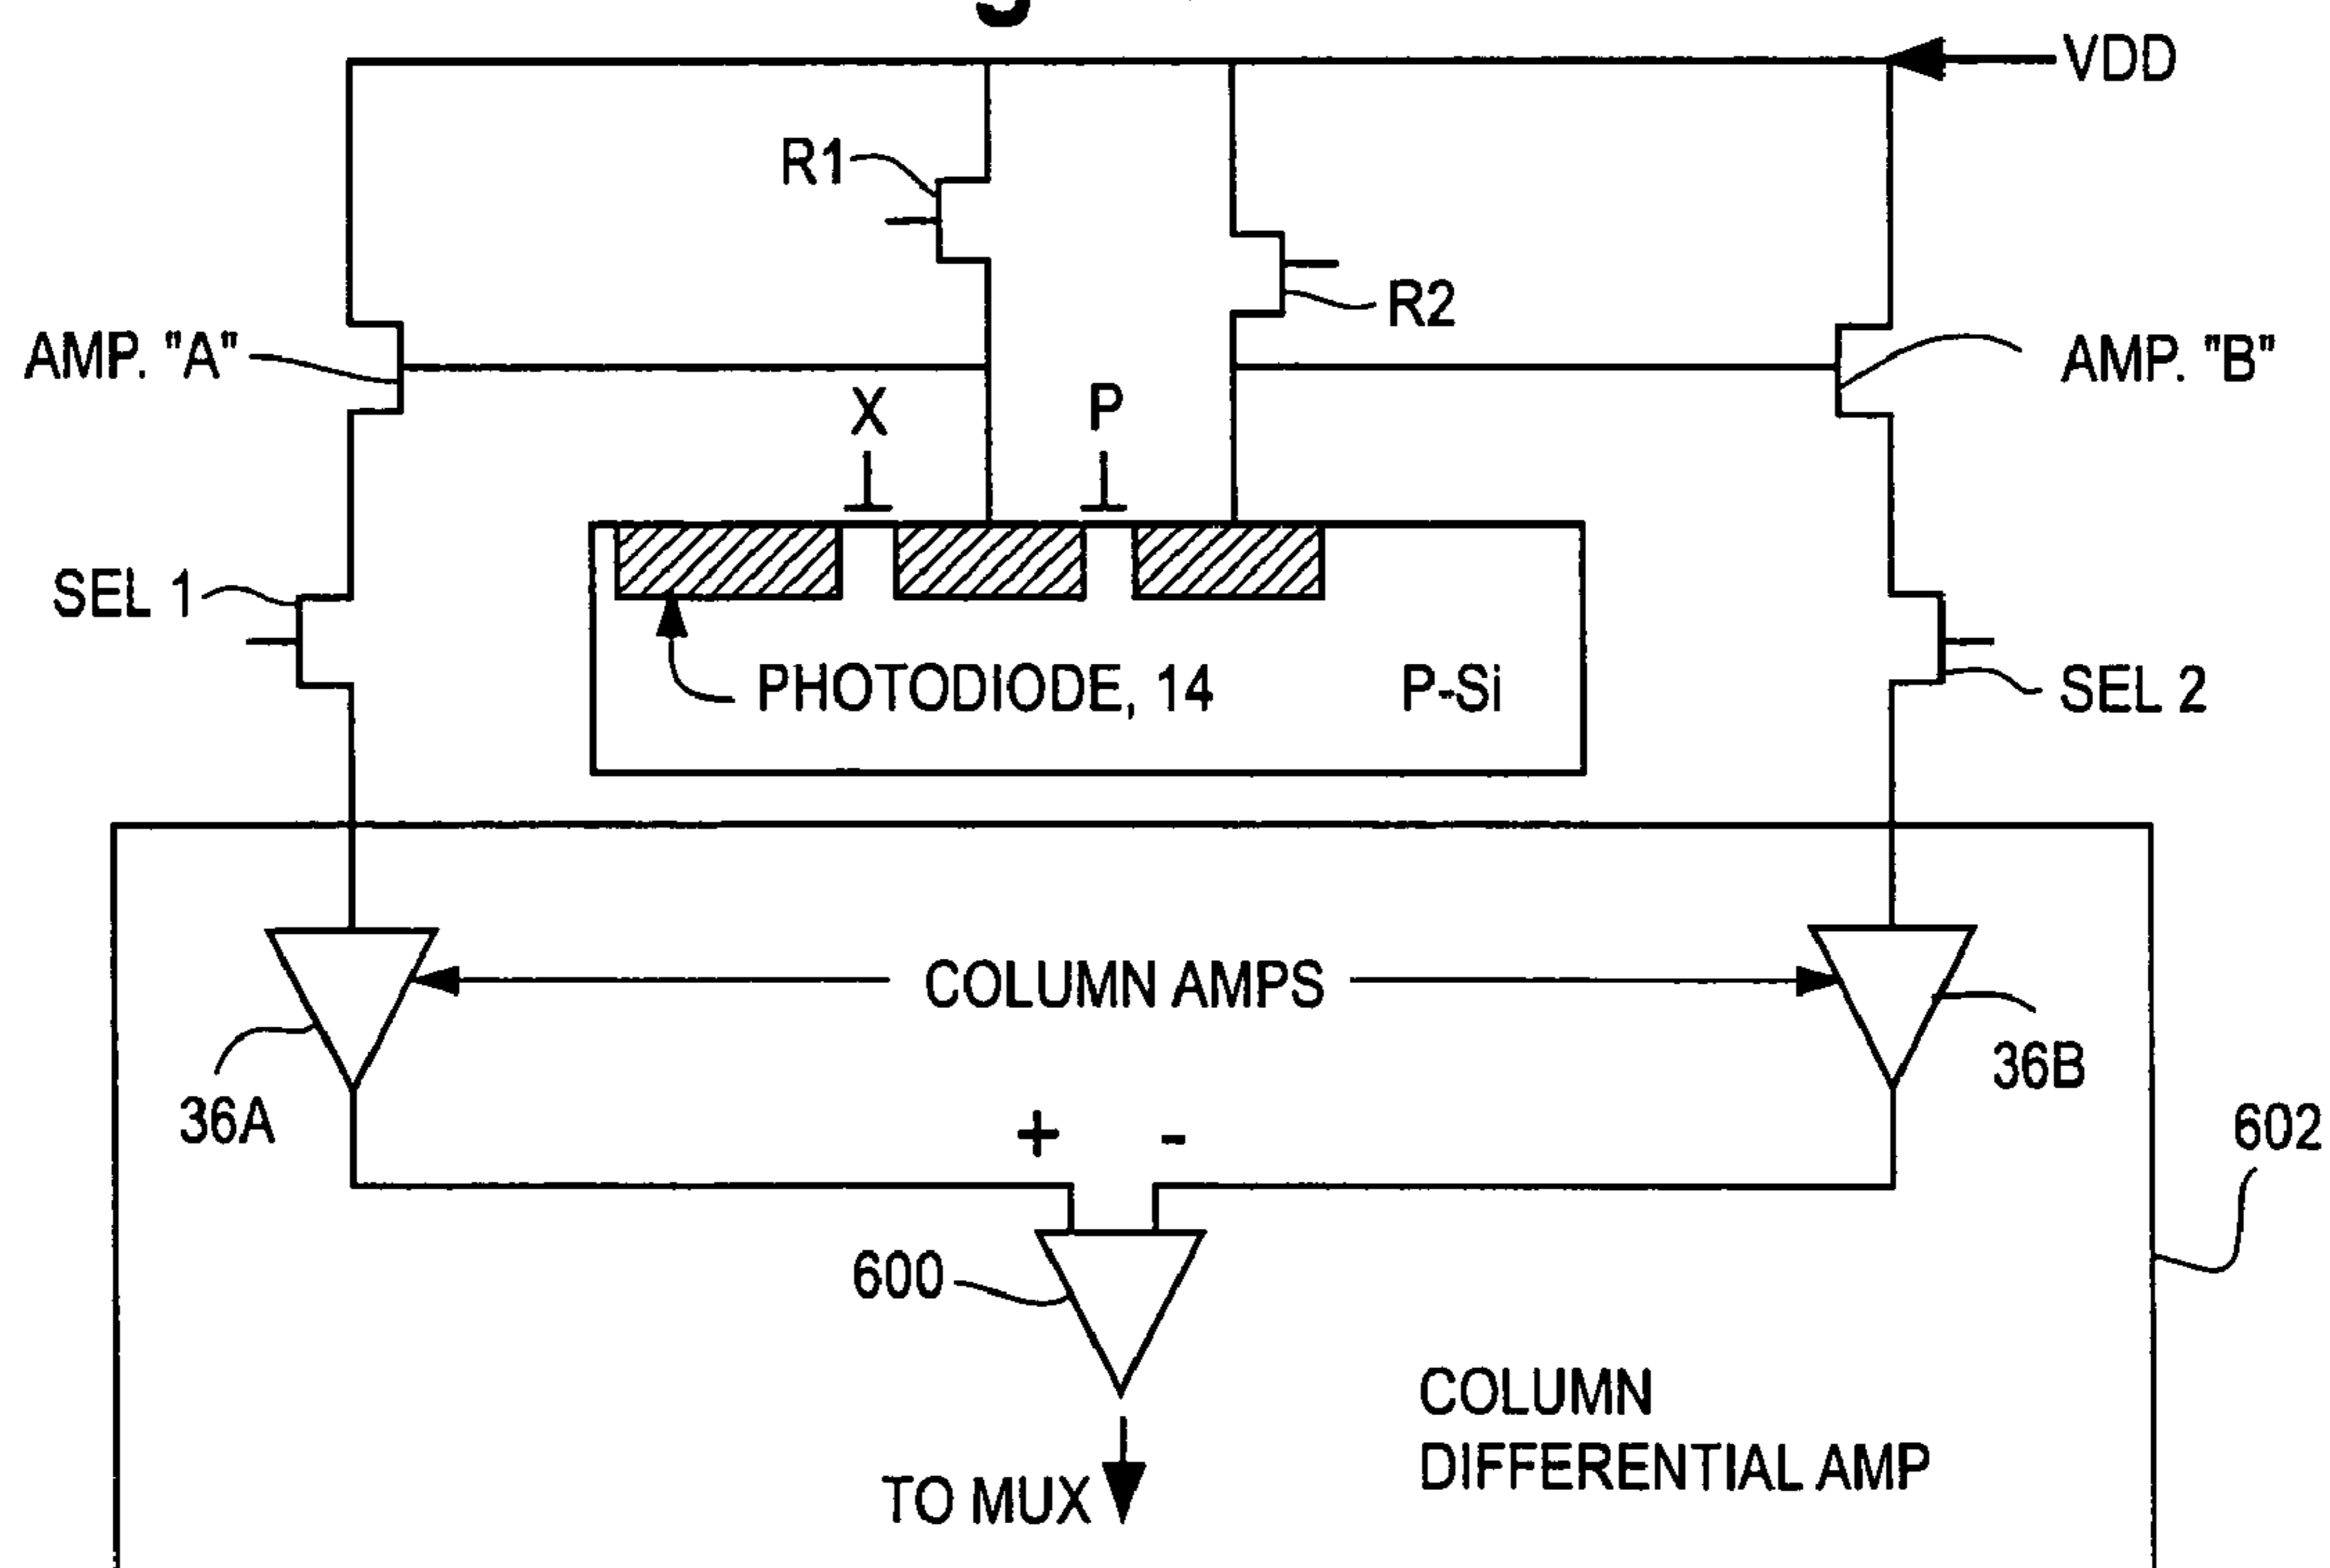 VDD
R1
R2
AMP. "A"
AMP. "B"
X
P
SEL 1
PHOTODIODE, 14
P-Si
SEL 2
COLUMN AMPS
36A
36B
+
-
602
600
COLUMN
DIFFERENTIAL AMP
TO MUX